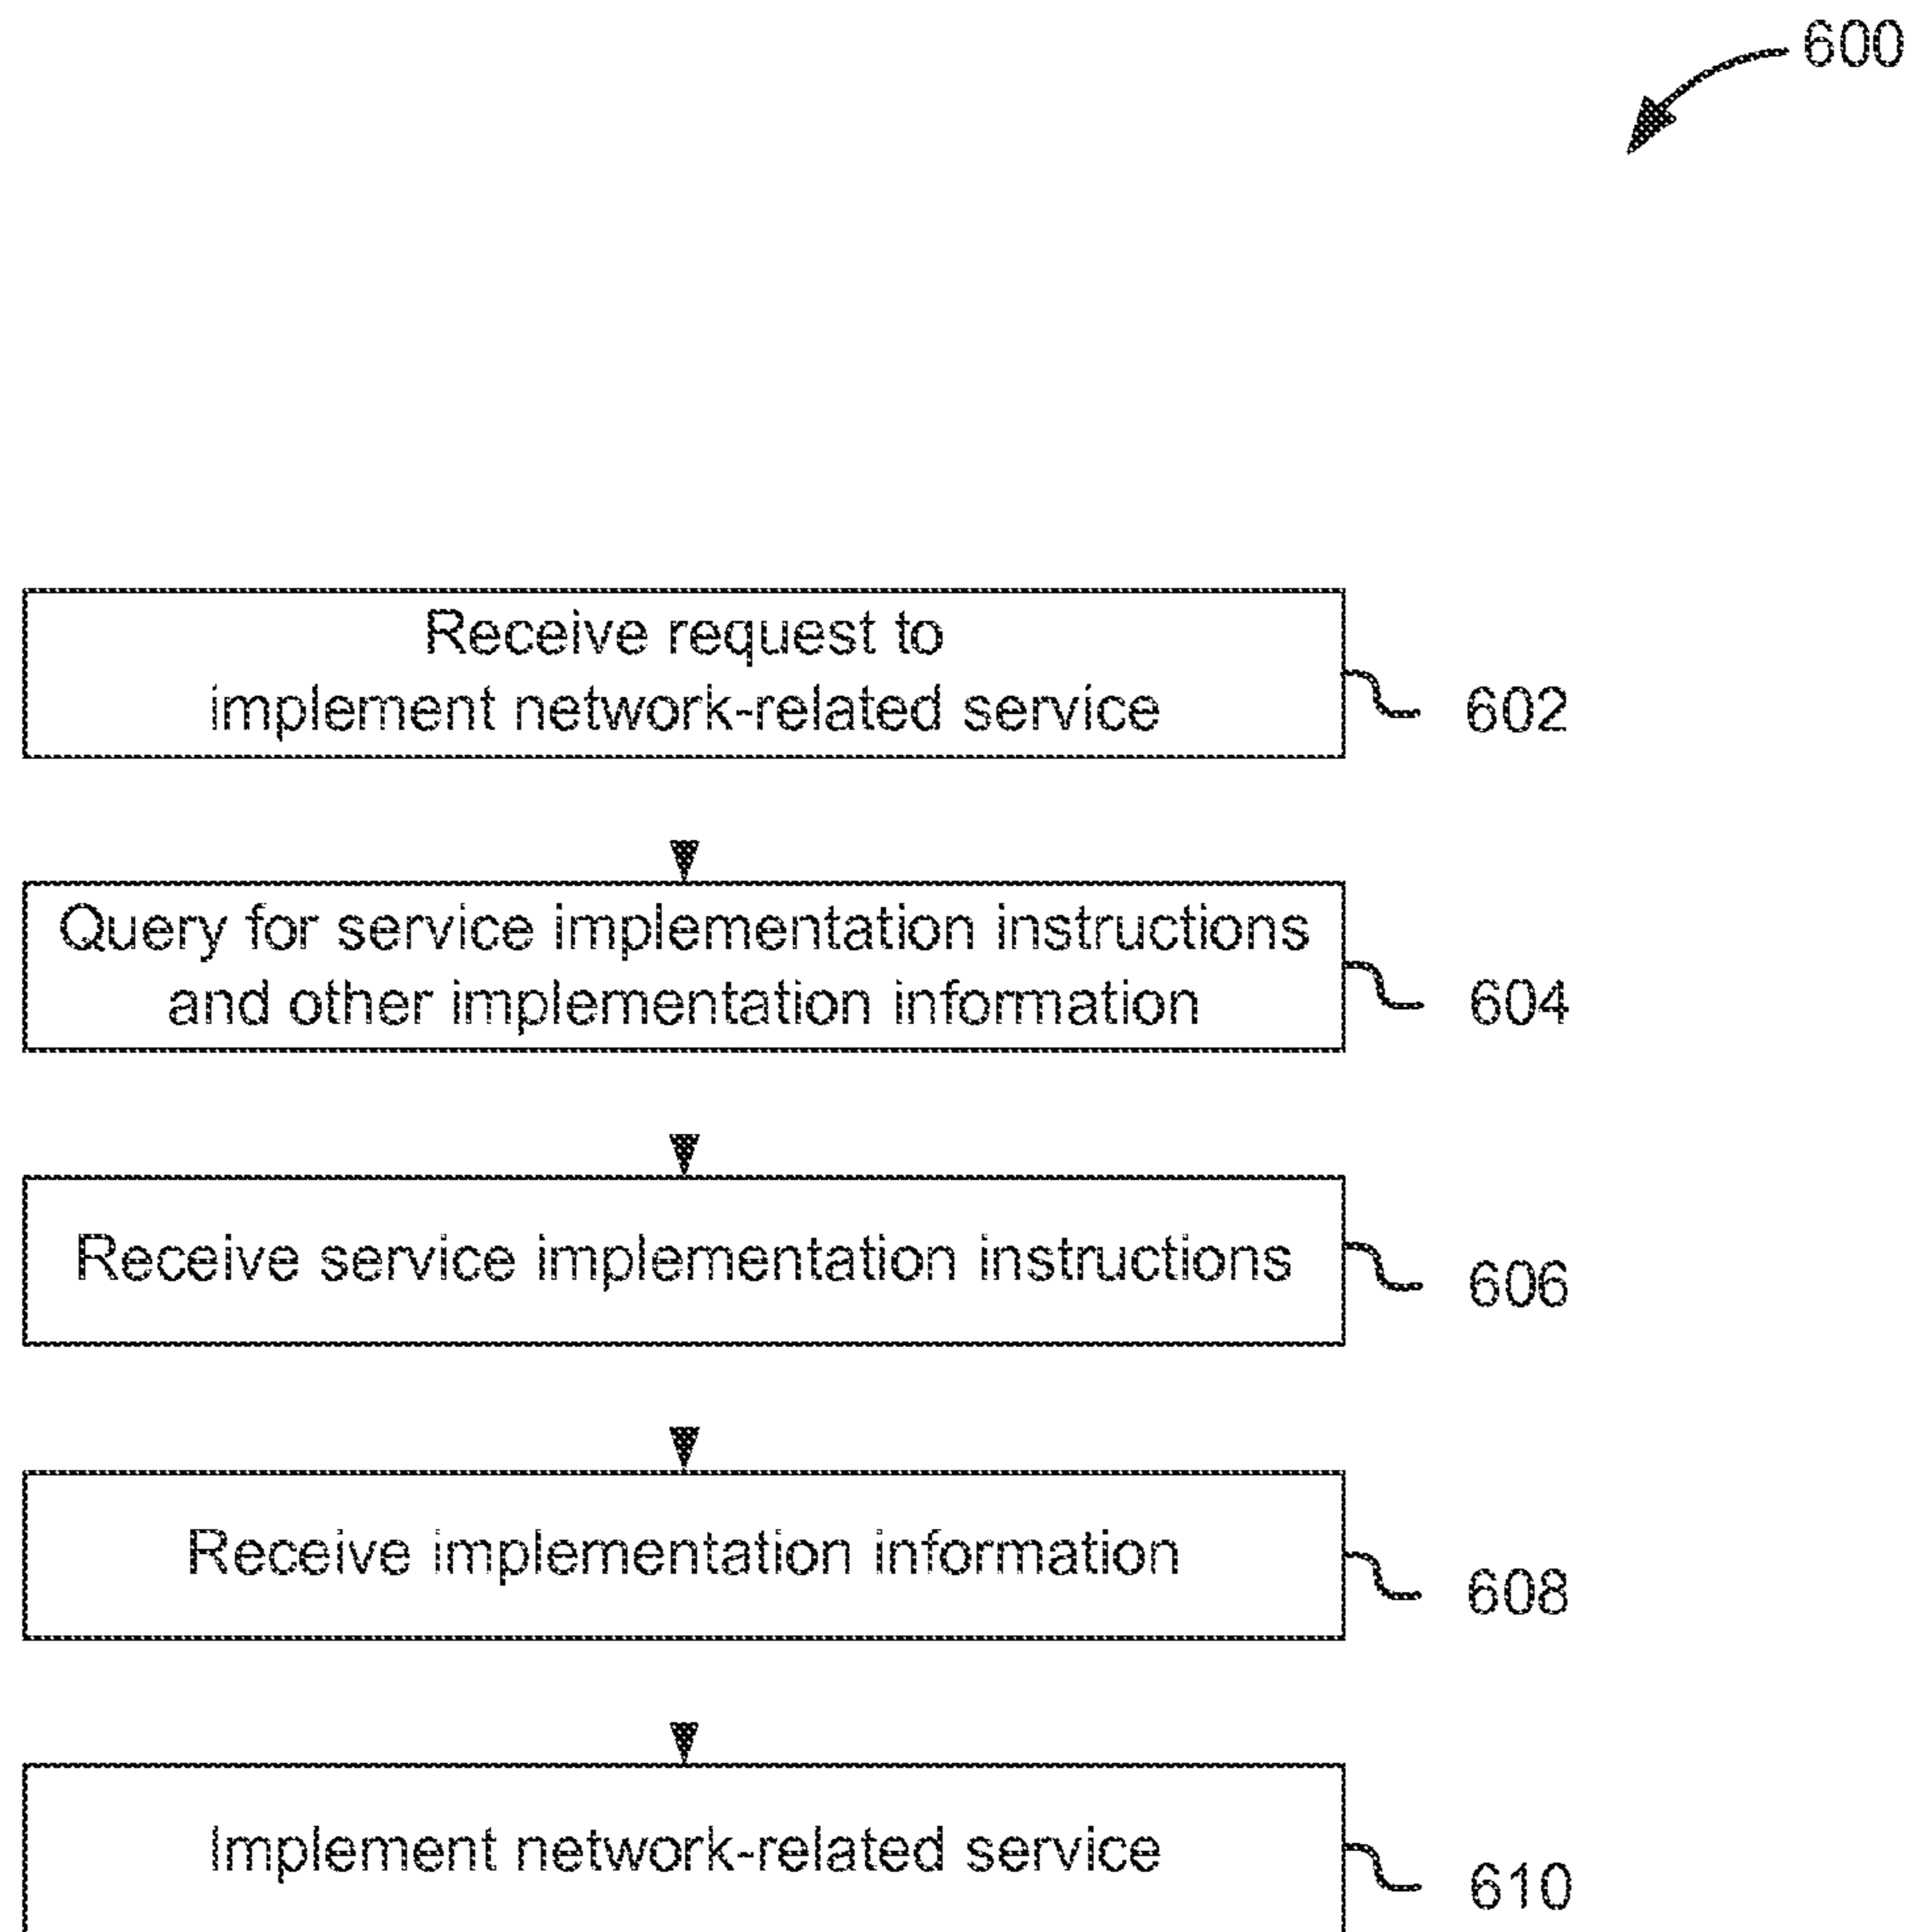 600
Receive request to
implement network-related service
602
Query for service implementation instructions
and other implementation information
604
Receive service implementation instructions
606
Receive implementation information
608
Implement network-related service
610